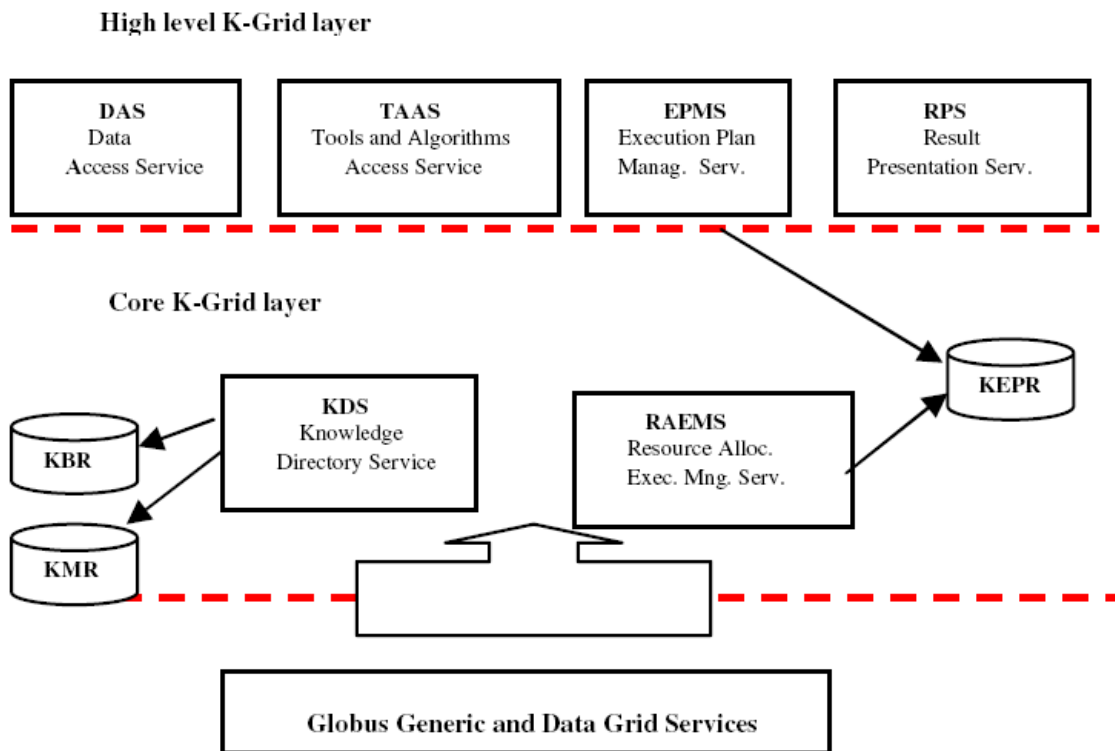 High level K-Grid layer
DAS
Data
Access Service
TAAS
Tools and Algorithms
Access Service
EPMS
Execution Plan
Manag. Serv.
RPS
Result
Presentation Serv.
Core K-Grid layer
KEPR
KDS
Knowledge
Directory Service
RAEMS
Resource Alloc.
Exec. Mng. Serv.
KBR
KMR
Globus Generic and Data Grid Services